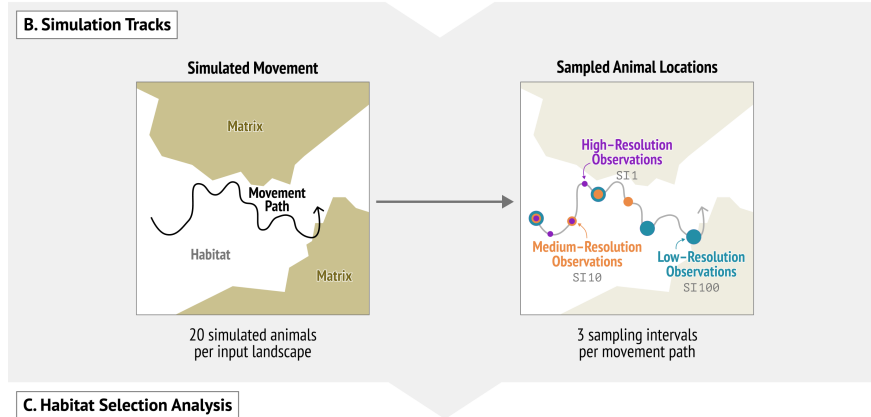 B. Simulation Tracks
Simulated Movement
Matrix
Movement
Path
Habitat
Matrix
20 simulated animals
per input landscape
Sampled Animal Locations
High-Resolution
Observations
SI1
Medium-Resolution
Observations
SI10
Low-Resolution
Observations
SI100
3 sampling intervals
per movement path
C. Habitat Selection Analysis